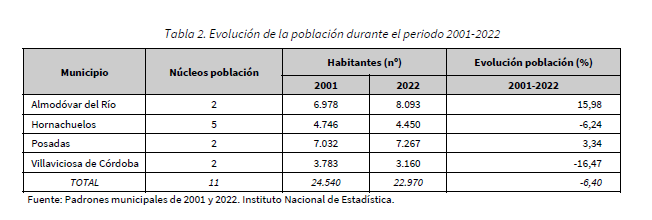 Tabla 2. Evolución de la población durante el periodo 2001-2022
Municipio Núcleos población Habitantes (nº) Evolución población (%)
2001 2022 2001-2022
Almodóvar del Río 2 6.978 8.093 15,98
Hornachuelos 5 4.746 4.450 -6,24
Posadas 2 7.032 7.267 3,34
Villaviciosa de Córdoba 2 3.783 3.160 -16,47
TOTAL 11 24.540 22.970 -6,40
Fuente: Padrones municipales de 2001 y 2022. Instituto Nacional de Estadística.